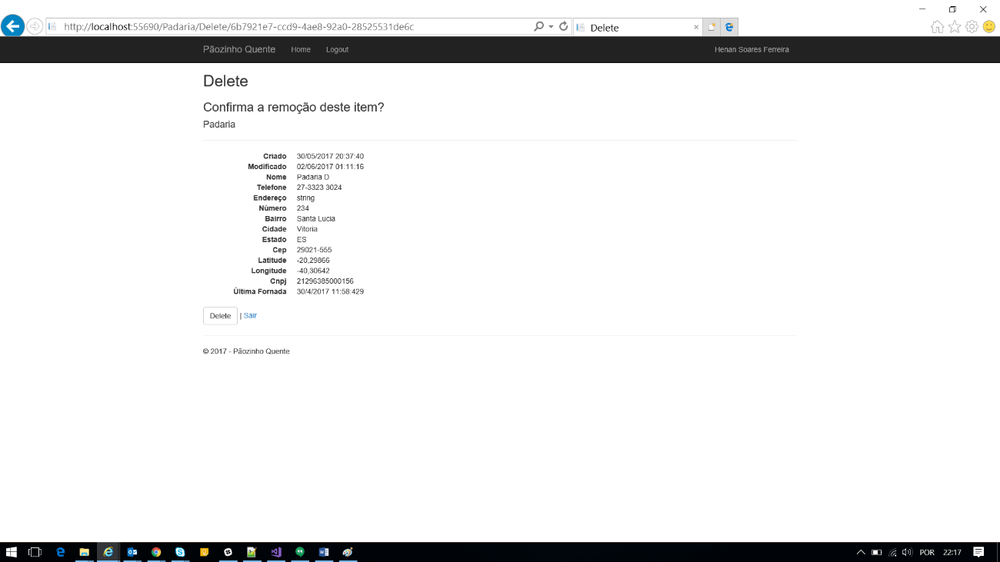 http://localhost:55690/Padaria/Delete/6b7921e7-ccd9-4ae8-92a0-28525531de6c
Delete
Pãozinho Quente Home Logout Henan Soares Ferreira
Delete
Confirma a remoção deste item?
Padaria
Criado 30/05/2017 20:37:40
Modificado 02/06/2017 01:11:16
Nome Padaria D
Telefone 27-3323 3024
Endereço string
Número 234
Bairro Santa Lucia
Cidade Vitoria
Estado ES
Cep 29021-555
Latitude -20,29866
Longitude -40,30642
Cnpj 21296385000156
Última Fornada 30/4/2017 11:58:429
Delete | Sair
© 2017 - Pãozinho Quente
POR 22:17